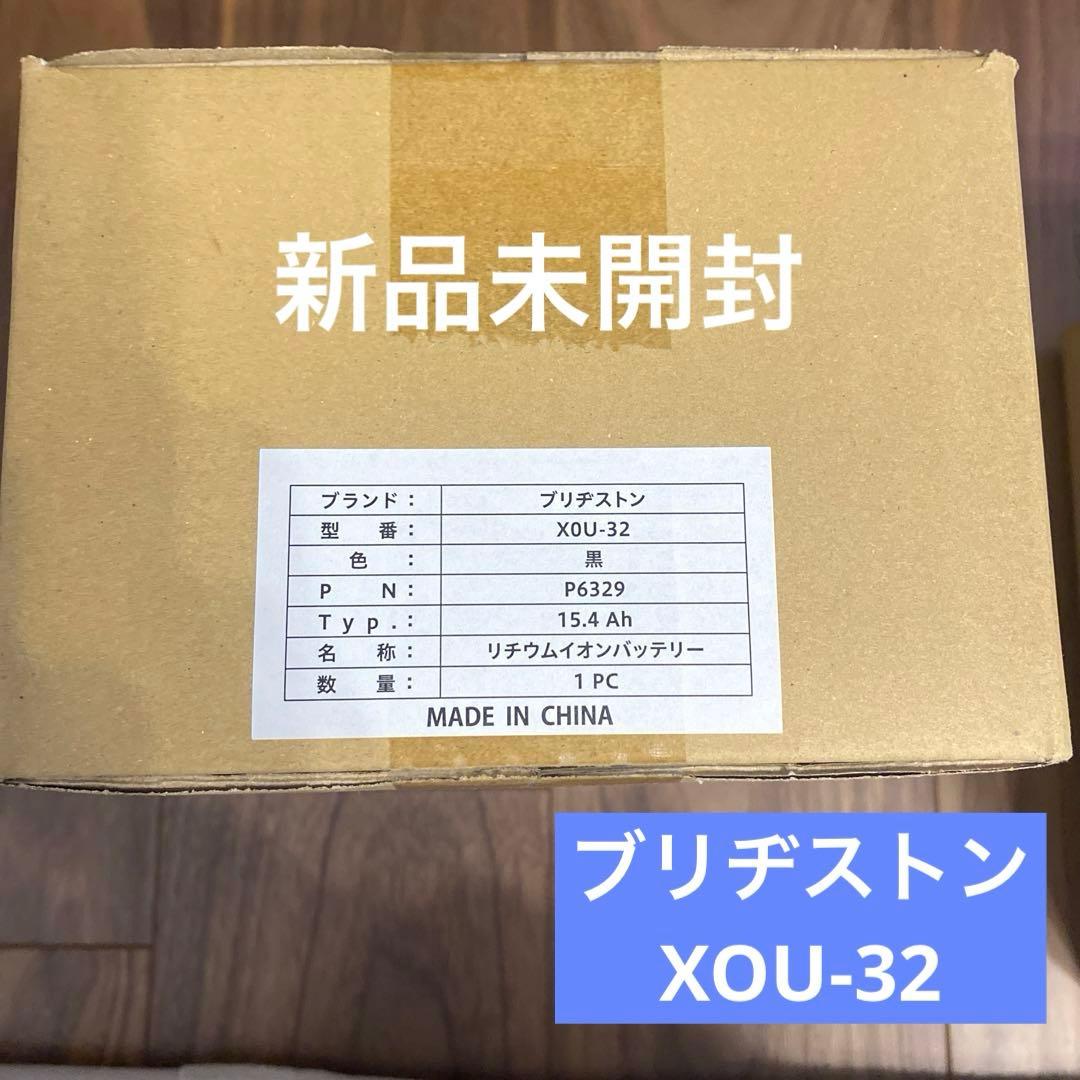 新品未開封
ブランド： ブリヂストン
型番： X0U-32
色： 黒
PN： P6329
Typ.： 15.4 Ah
名称： リチウムイオンバッテリー
数量： 1 PC
MADE IN CHINA
ブリヂストン
XOU-32